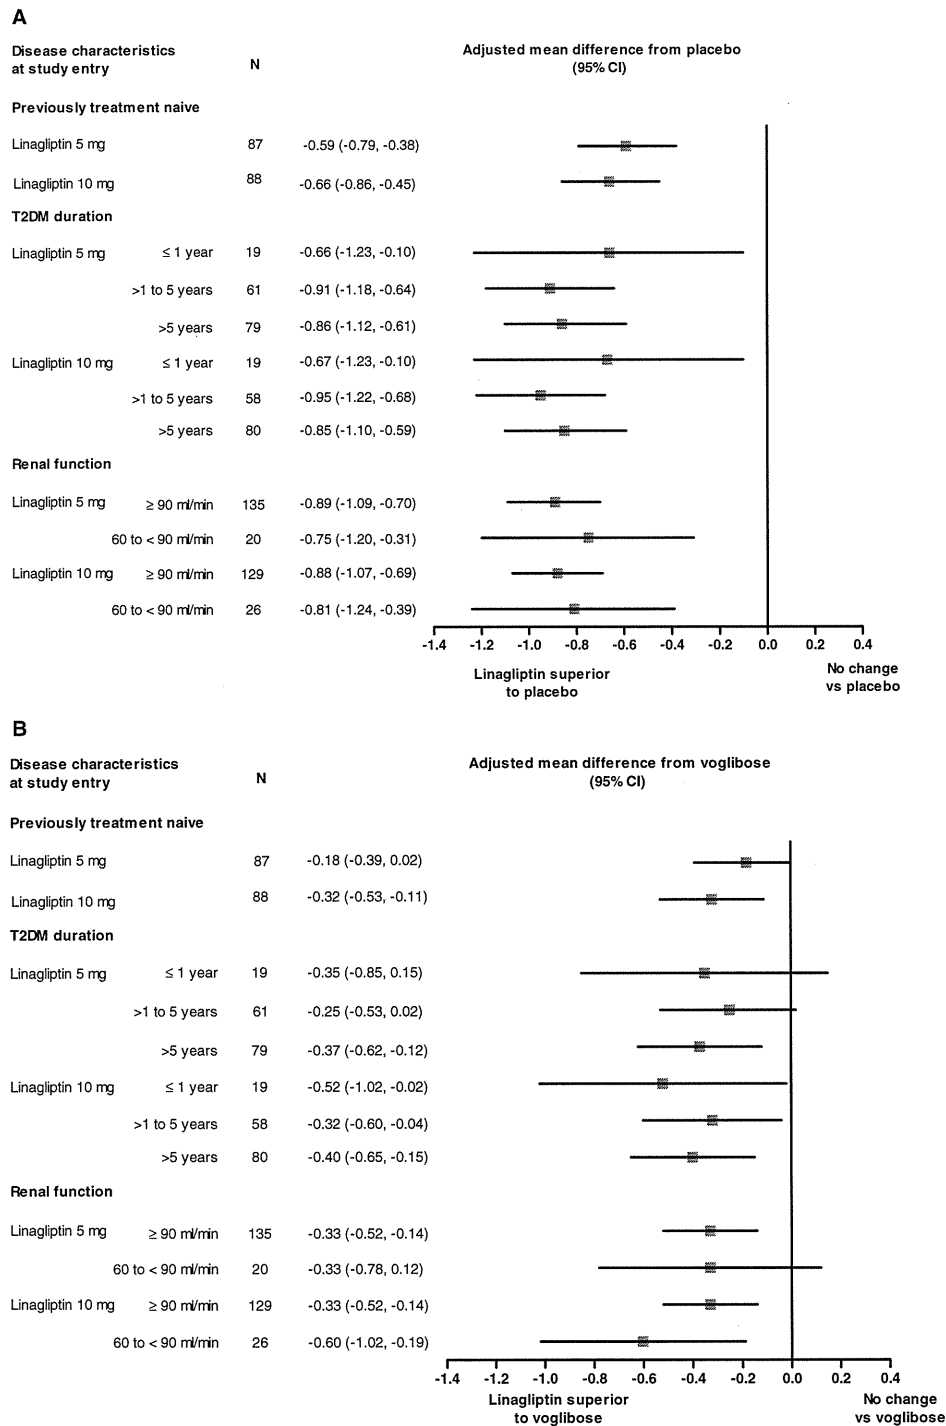 A
Disease characteristics
at study entry
N
Adjusted mean difference from placebo
(95% CI)
Previously treatment naive
Linagliptin 5 mg 87 -0.59 (-0.79, -0.38)
Linagliptin 10 mg 88 -0.66 (-0.86, -0.45)
T2DM duration
Linagliptin 5 mg ≤ 1 year 19 -0.66 (-1.23, -0.10)
>1 to 5 years 61 -0.91 (-1.18, -0.64)
>5 years 79 -0.86 (-1.12, -0.61)
Linagliptin 10 mg ≤ 1 year 19 -0.67 (-1.23, -0.10)
>1 to 5 years 58 -0.95 (-1.22, -0.68)
>5 years 80 -0.85 (-1.10, -0.59)
Renal function
Linagliptin 5 mg ≥ 90 ml/min 135 -0.89 (-1.09, -0.70)
60 to < 90 ml/min 20 -0.75 (-1.20, -0.31)
Linagliptin 10 mg ≥ 90 ml/min 129 -0.88 (-1.07, -0.69)
60 to < 90 ml/min 26 -0.81 (-1.24, -0.39)
-1.4 -1.2 -1.0 -0.8 -0.6 -0.4 -0.2 0.0 0.2 0.4
Linagliptin superior
to placebo
No change
vs placebo
B
Disease characteristics
at study entry
N
Adjusted mean difference from voglibose
(95% CI)
Previously treatment naive
Linagliptin 5 mg 87 -0.18 (-0.39, 0.02)
Linagliptin 10 mg 88 -0.32 (-0.53, -0.11)
T2DM duration
Linagliptin 5 mg ≤ 1 year 19 -0.35 (-0.85, 0.15)
>1 to 5 years 61 -0.25 (-0.53, 0.02)
>5 years 79 -0.37 (-0.62, -0.12)
Linagliptin 10 mg ≤ 1 year 19 -0.52 (-1.02, -0.02)
>1 to 5 years 58 -0.32 (-0.60, -0.04)
>5 years 80 -0.40 (-0.65, -0.15)
Renal function
Linagliptin 5 mg ≥ 90 ml/min 135 -0.33 (-0.52, -0.14)
60 to < 90 ml/min 20 -0.33 (-0.78, 0.12)
Linagliptin 10 mg ≥ 90 ml/min 129 -0.33 (-0.52, -0.14)
60 to < 90 ml/min 26 -0.60 (-1.02, -0.19)
-1.4 -1.2 -1.0 -0.8 -0.6 -0.4 -0.2 0.0 0.2 0.4
Linagliptin superior
to voglibose
No change
vs voglibose